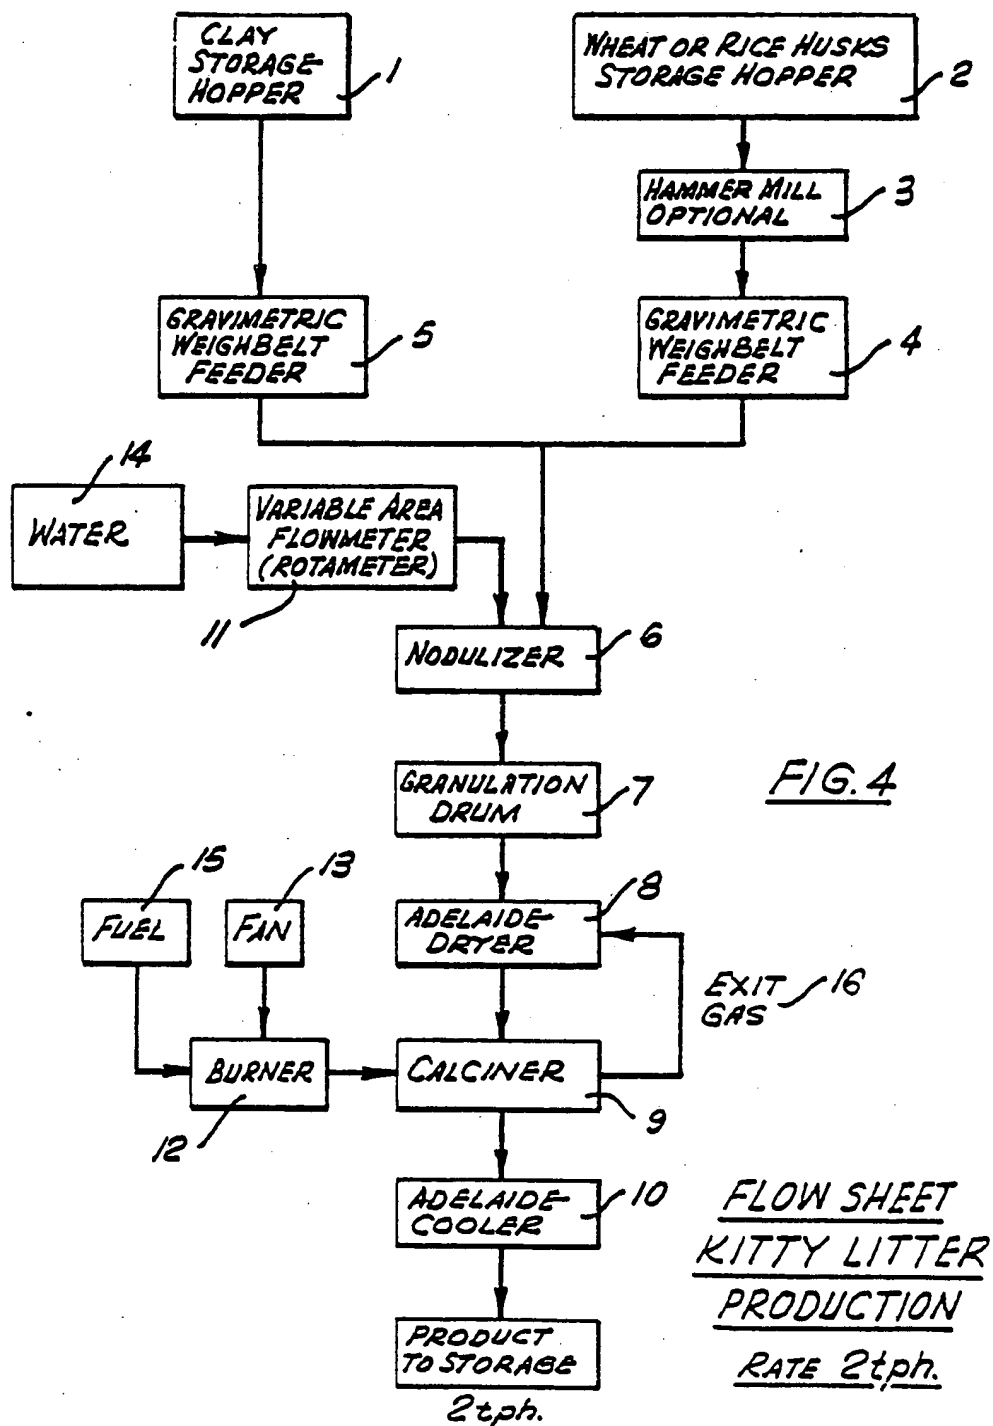 CLAY
STORAGE
HOPPER
1
WHEAT OR RICE HUSKS
STORAGE HOPPER
2
HAMMER MILL
OPTIONAL
3
GRAVIMETRIC
WEIGHBELT
FEEDER
5
GRAVIMETRIC
WEIGHBELT
FEEDER
4
14
WATER
VARIABLE AREA
FLOWMETER
(ROTAMETER)
11
NODULIZER
6
GRANULATION
DRUM
7
FIG. 4
15
FUEL
13
FAN
ADELAIDE
DRYER
8
EXIT
GAS
16
BURNER
12
CALCINER
9
ADELAIDE
COOLER
10
PRODUCT
TO STORAGE
2tph.
FLOW SHEET
KITTY LITTER
PRODUCTION
RATE 2tph.